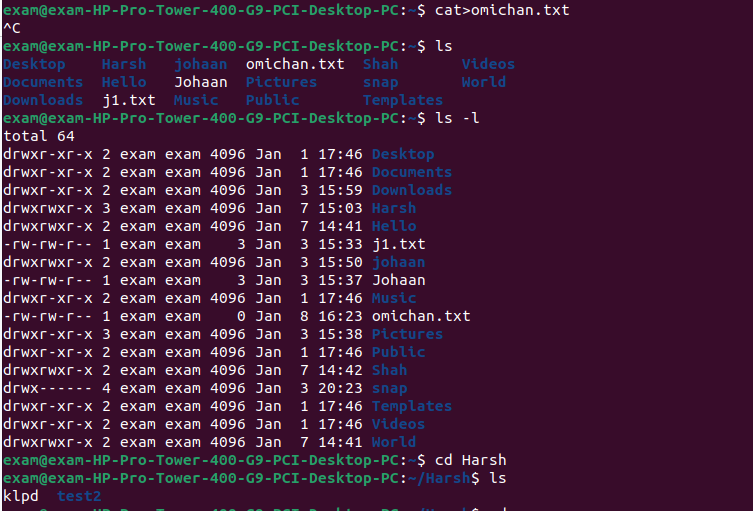 exam@exam-HP-Pro-Tower-400-G9-PCI-Desktop-PC:~$ cat>omichan.txt
^C
exam@exam-HP-Pro-Tower-400-G9-PCI-Desktop-PC:~$ ls
Desktop    Harsh  johaan  omichan.txt  Shah       Videos
Documents  Hello  Johaan  Pictures     snap       World
Downloads  j1.txt  Music  Public       Templates
exam@exam-HP-Pro-Tower-400-G9-PCI-Desktop-PC:~$ ls -l
total 64
drwxr-xr-x 2 exam exam 4096 Jan  1 17:46 Desktop
drwxr-xr-x 2 exam exam 4096 Jan  1 17:46 Documents
drwxr-xr-x 2 exam exam 4096 Jan  3 15:59 Downloads
drwxrwxr-x 3 exam exam 4096 Jan  7 15:03 Harsh
drwxrwxr-x 2 exam exam 4096 Jan  7 14:41 Hello
-rw-rw-r-- 1 exam exam    3 Jan  3 15:33 j1.txt
drwxrwxr-x 2 exam exam 4096 Jan  3 15:50 johaan
-rw-rw-r-- 1 exam exam    3 Jan  3 15:37 Johaan
drwxr-xr-x 2 exam exam 4096 Jan  1 17:46 Music
-rw-rw-r-- 1 exam exam    0 Jan  8 16:23 omichan.txt
drwxr-xr-x 3 exam exam 4096 Jan  3 15:38 Pictures
drwxr-xr-x 2 exam exam 4096 Jan  1 17:46 Public
drwxrwxr-x 2 exam exam 4096 Jan  7 14:42 Shah
drwx------ 4 exam exam 4096 Jan  3 20:23 snap
drwxr-xr-x 2 exam exam 4096 Jan  1 17:46 Templates
drwxr-xr-x 2 exam exam 4096 Jan  1 17:46 Videos
drwxrwxr-x 2 exam exam 4096 Jan  7 14:41 World
exam@exam-HP-Pro-Tower-400-G9-PCI-Desktop-PC:~$ cd Harsh
exam@exam-HP-Pro-Tower-400-G9-PCI-Desktop-PC:~/Harsh$ ls
klpd  test2